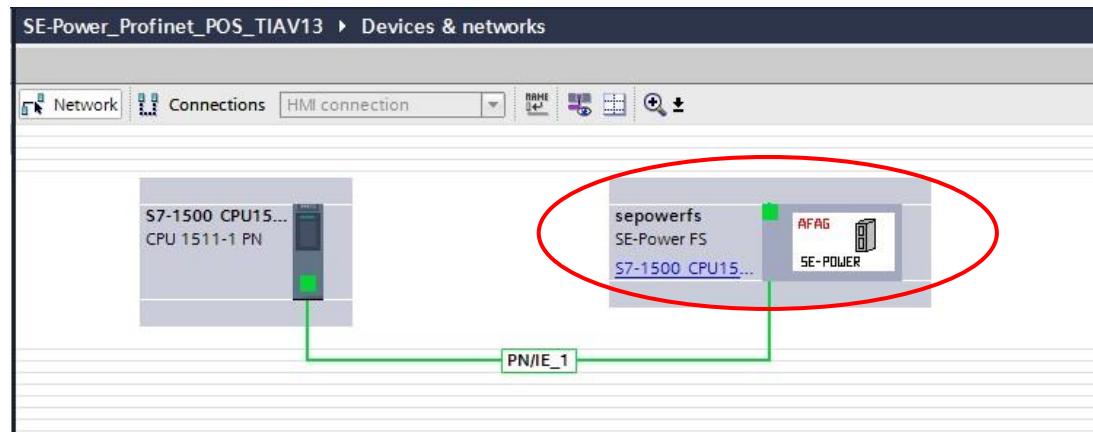 SE-Power_Profinet_POS_TIAV13 ▸ Devices & networks
Network Connections HMI connection NAME
S7-1500 CPU15...
CPU 1511-1 PN
sepowerfs
SE-Power FS
S7-1500 CPU15...
AFAG
SE-POWER
PN/IE_1